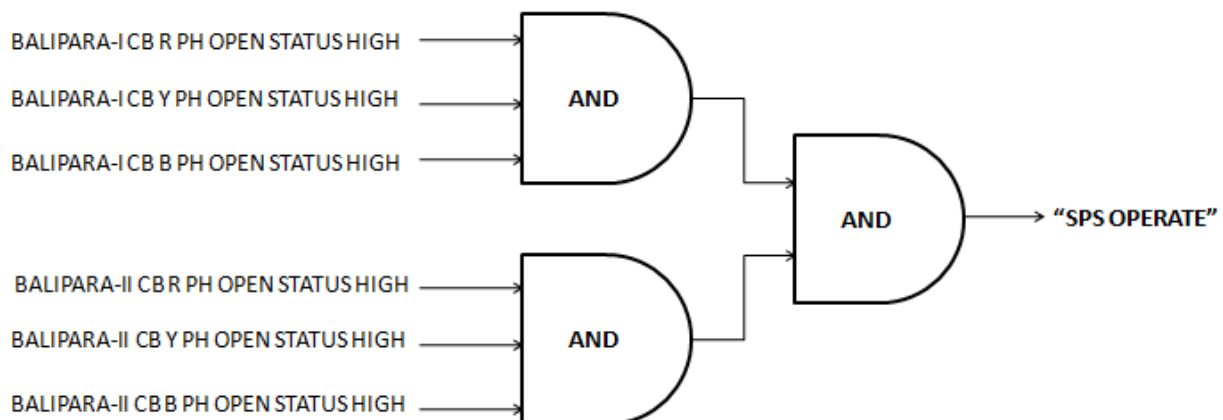 BALIPARA-I CB R PH OPEN STATUS HIGH
BALIPARA-I CB Y PH OPEN STATUS HIGH
BALIPARA-I CB B PH OPEN STATUS HIGH
AND
AND
“SPS OPERATE”
BALIPARA-II CB R PH OPEN STATUS HIGH
BALIPARA-II CB Y PH OPEN STATUS HIGH
BALIPARA-II CB B PH OPEN STATUS HIGH
AND